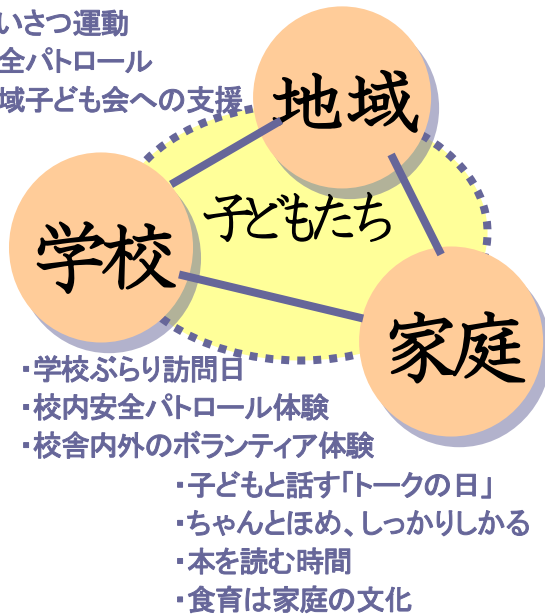 いさつ運動
全パトロール
域子ども会への支援
地域
子どもたち
学校
家庭
・学校ぶらり訪問日
・校内安全パトロール体験
・校舎内外のボランティア体験
・子どもと話す「トークの日」
・ちゃんとほめ、しっかりしかる
・本を読む時間
・食育は家庭の文化